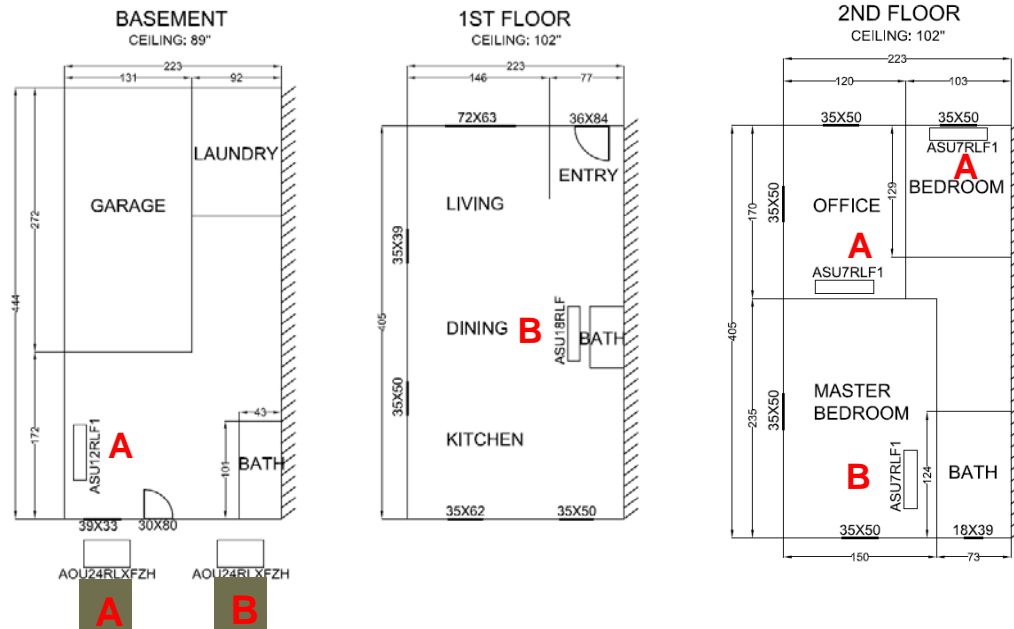 BASEMENT
CEILING: 89"
223
131
92
LAUNDRY
GARAGE
272
444
172
43
A
ASU12RLF1
101
BATH
39X33
30X80
AOU24RLXFZH
AOU24RLXFZH
A
B
1ST FLOOR
CEILING: 102"
223
146
77
72X63
36X84
ENTRY
LIVING
35X39
405
DINING
B
ASU18RLF
BATH
35X50
KITCHEN
35X62
35X50
2ND FLOOR
CEILING: 102"
223
120
103
35X50
35X50
ASU7RLF1
A
BEDROOM
129
170
35X50
OFFICE
A
ASU7RLF1
405
MASTER
BEDROOM
35X50
235
B
ASU7RLF1
124
BATH
35X50
18X39
150
73